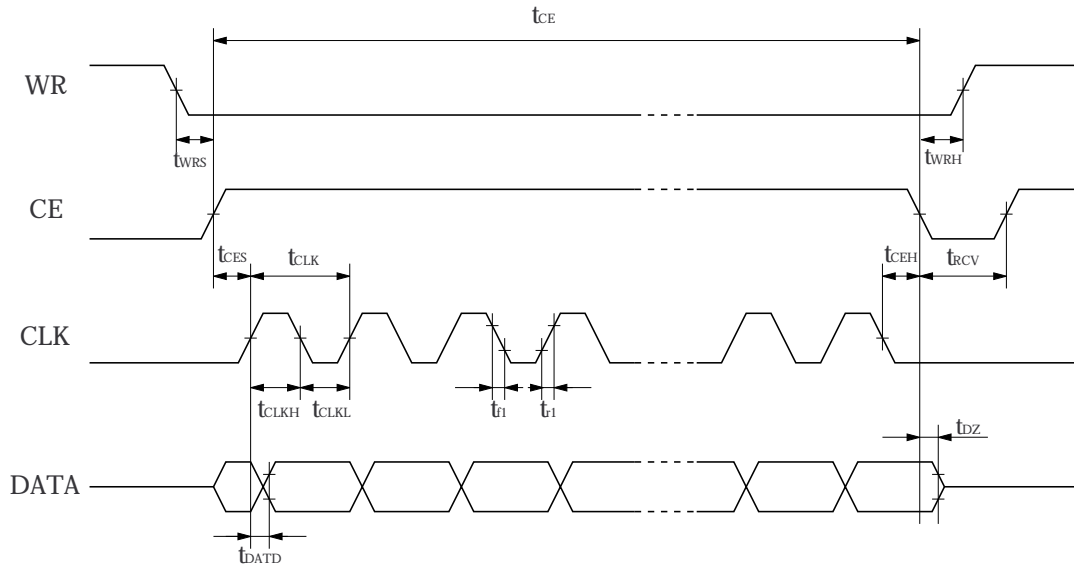 tCE
WR
tWRS
tWRH
CE
tCES
tCLK
tCEH
tRCV
CLK
tCLKH
tCLKL
tf1
tr1
tDZ
DATA
tDATD